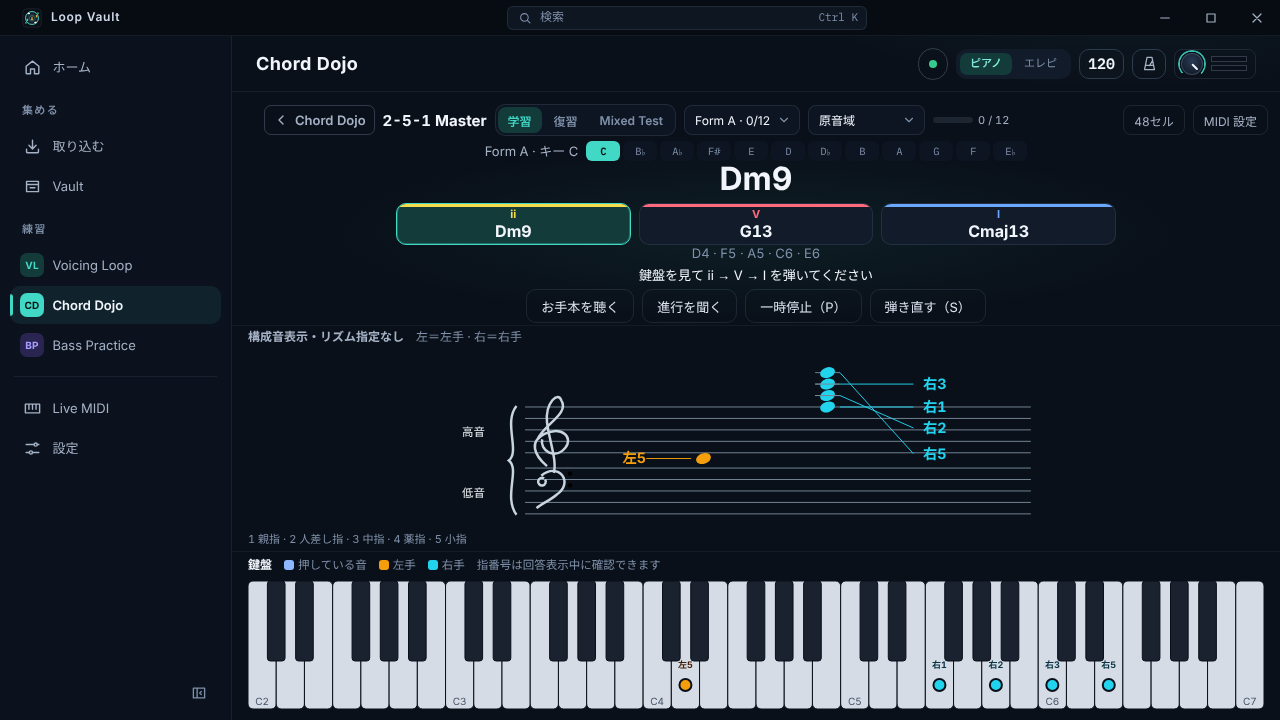 Loop Vault
検索
Ctrl K
ホーム
集める
取り込む
Vault
練習
VL Voicing Loop
CD Chord Dojo
BP Bass Practice
Live MIDI
設定
Chord Dojo
ピアノ エレピ 120
Chord Dojo 2-5-1 Master 学習 復習 Mixed Test Form A · 0/12 原音域 0 / 12 48セル MIDI 設定
Form A · キー C C B♭ A♭ F# E D D♭ B A G F E♭
Dm9
ii V I
Dm9 G13 Cmaj13
D4 · F5 · A5 · C6 · E6
鍵盤を見て ii → V → I を弾いてください
お手本を聴く 進行を聞く 一時停止（P） 弾き直す（S）
構成音表示・リズム指定なし 左＝左手 · 右＝右手
右3
右1
高音 右2
左5 右5
低音
1 親指 · 2 人差し指 · 3 中指 · 4 薬指 · 5 小指
鍵盤 押している音 左手 右手 指番号は回答表示中に確認できます
左5 右1 右2 右3 右5
C2 C3 C4 C5 C6 C7